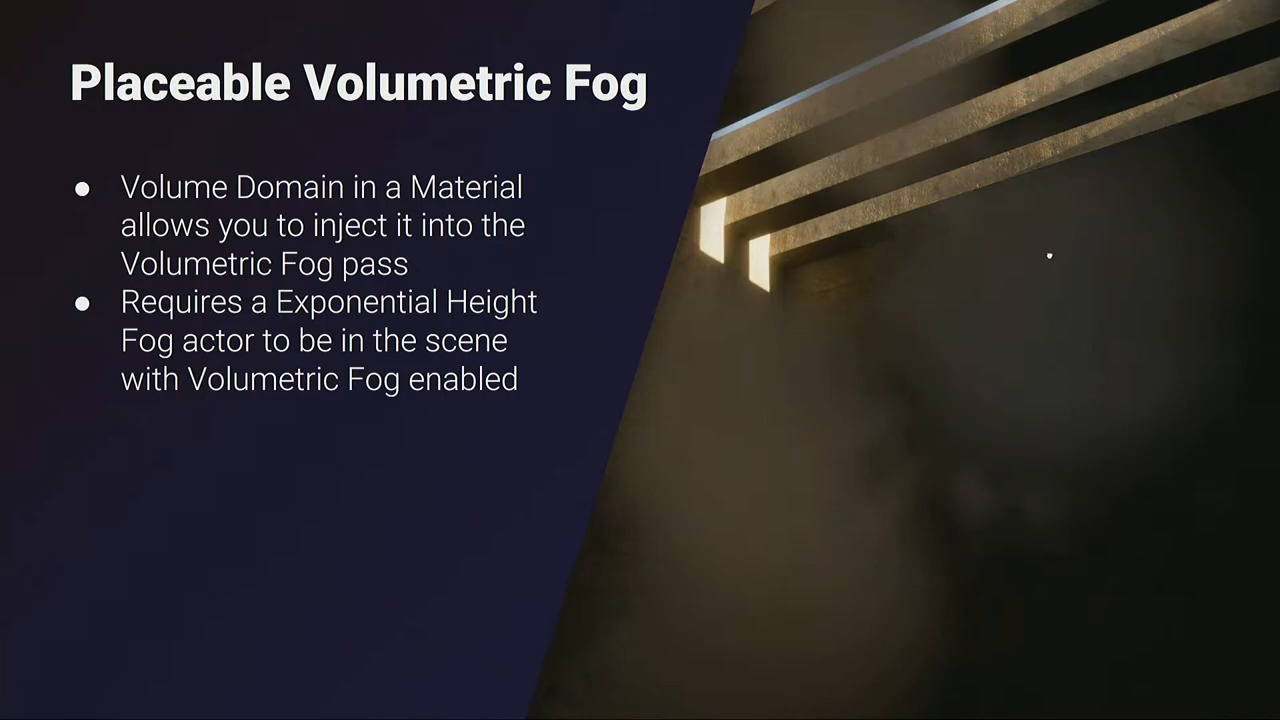 Placeable Volumetric Fog
● Volume Domain in a Material
allows you to inject it into the
Volumetric Fog pass
● Requires a Exponential Height
Fog actor to be in the scene
with Volumetric Fog enabled